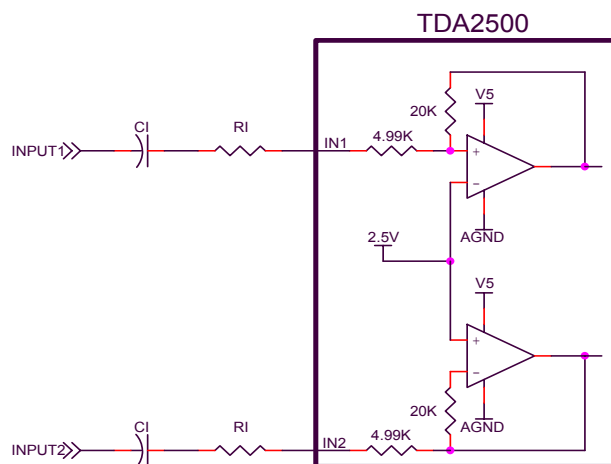 TDA2500
V5
20K
CI
RI
IN1
4.99K
INPUT1
+
−
AGND
2.5V
V5
+
−
20K
AGND
CI
RI
IN2
4.99K
INPUT2